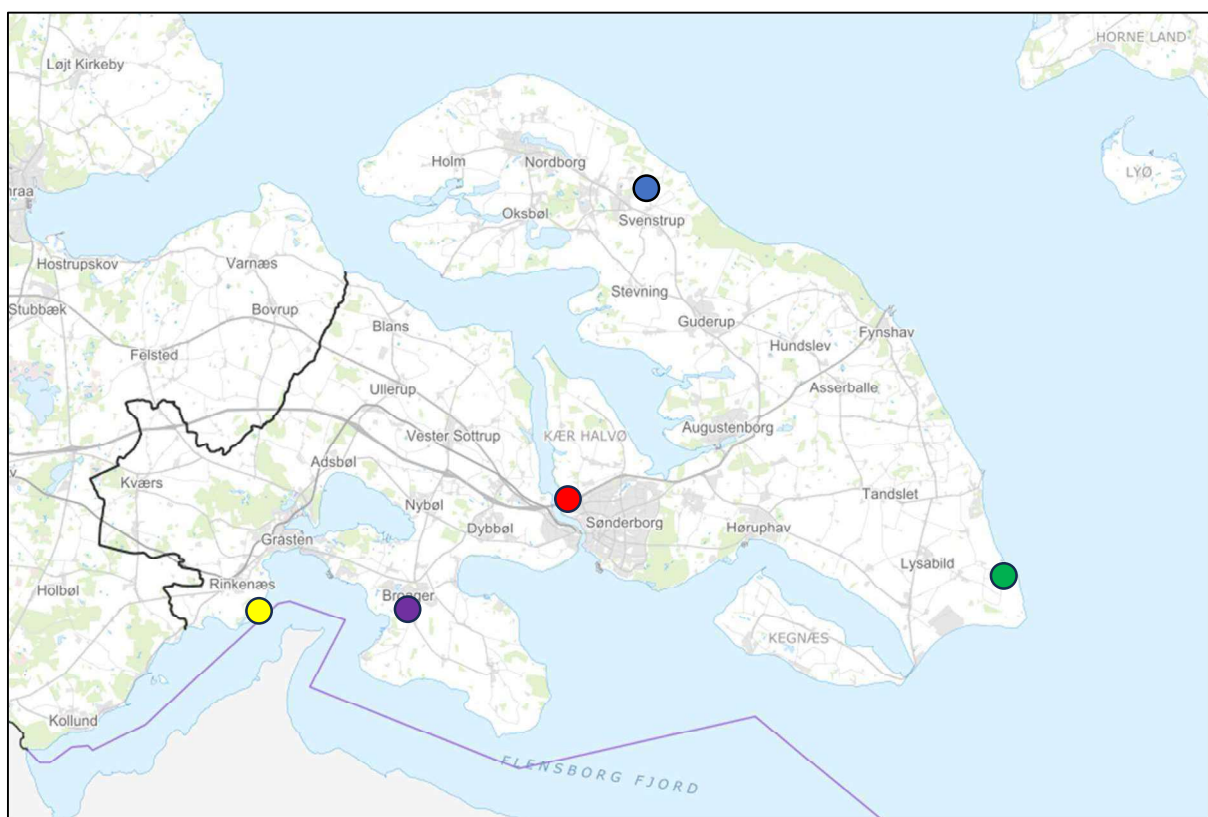 HORNE LAND
Løjt Kirkeby
Holm
Nordborg
LYØ
Oksbøl
Svenstrup
Hostrupskov
Varnæs
Stevning
Stubbæk
Bovrup
Guderup
Blans
Fynshav
Hundslev
Felsted
Asserballe
Ullerup
Augustenborg
Vester Sottrup
KÆR HALVØ
Adsbøl
Kværs
Tandslet
Nybøl
Dybbøl
Sønderborg
Høruphav
Gråsten
Lysabild
Rinkenæs
Hölbøl
Broager
KEGNÆS
Kollund
FLENSBORG FJORD